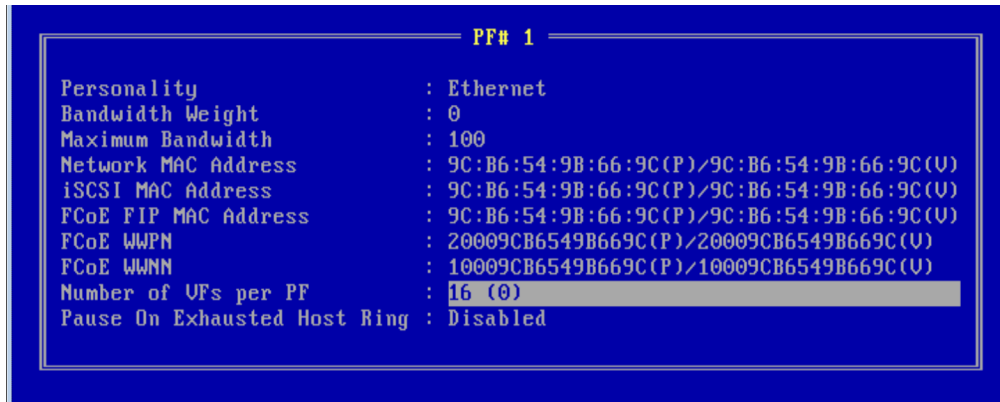 PF# 1
Personality : Ethernet
Bandwidth Weight : 0
Maximum Bandwidth : 100
Network MAC Address : 9C:B6:54:9B:66:9C(P)/9C:B6:54:9B:66:9C(V)
iSCSI MAC Address : 9C:B6:54:9B:66:9C(P)/9C:B6:54:9B:66:9C(V)
FCoE FIP MAC Address : 9C:B6:54:9B:66:9C(P)/9C:B6:54:9B:66:9C(V)
FCoE WWPN : 20009CB6549B669C(P)/20009CB6549B669C(V)
FCoE WWNN : 10009CB6549B669C(P)/10009CB6549B669C(V)
Number of VFs per PF : 16 (0)
Pause On Exhausted Host Ring : Disabled